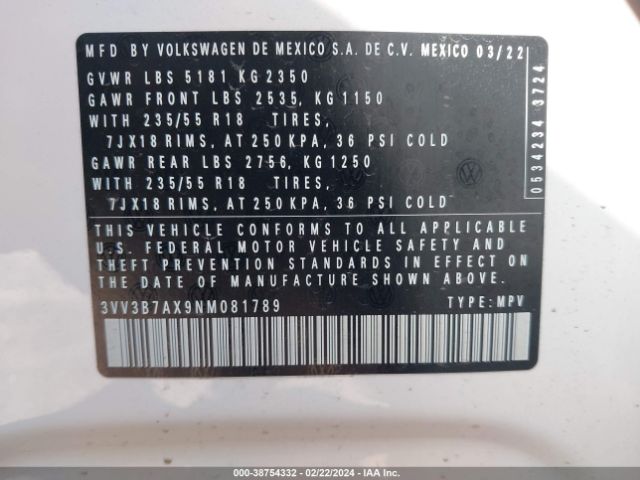 MFD BY VOLKSWAGEN DE MEXICO S.A. DE C.V. MEXICO 03/22
GVWR LBS 5181 KG 2350
GAWR FRONT LBS 2535, KG 1150
WITH 235/55 R18 TIRES,
7JX18 RIMS, AT 250 KPA, 36 PSI COLD
GAWR REAR LBS 2756, KG 1250
WITH 235/55 R18 TIRES,
7JX18 RIMS, AT 250 KPA, 36 PSI COLD
0534234 3724
THIS VEHICLE CONFORMS TO ALL APPLICABLE
U.S. FEDERAL MOTOR VEHICLE SAFETY AND
THEFT PREVENTION STANDARDS IN EFFECT ON
THE DATE OF MANUFACTURE SHOWN ABOVE.
3VV3B7AX9NM081789 TYPE: MPV
000-38754332 - 02/22/2024 - IAAI.COM